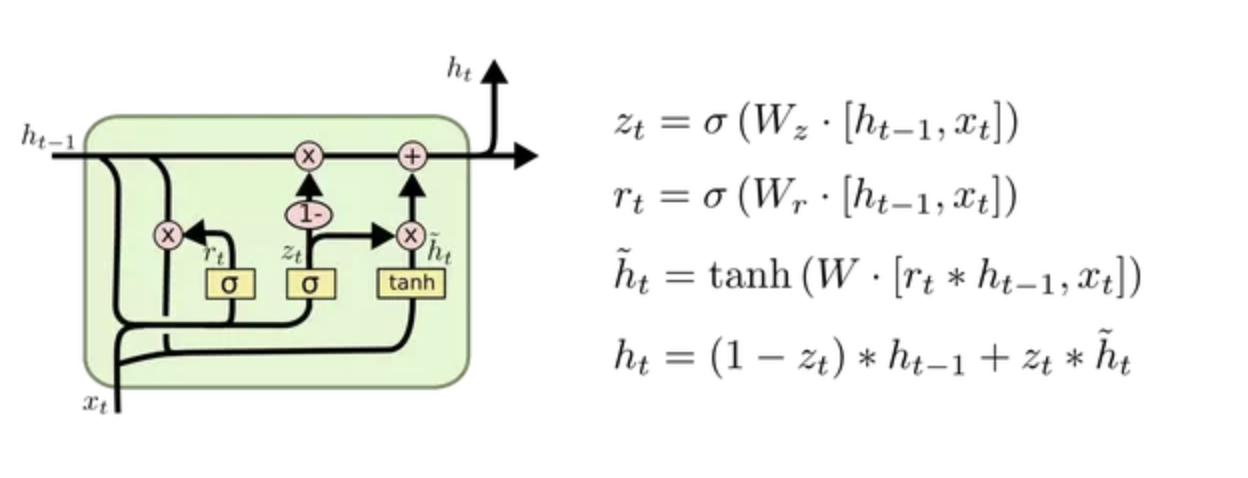 h_t
h_{t-1}
x + 
1-
x x
r_t z_t h̃_t
σ σ tanh
x_t
z_t = σ (W_z · [h_{t-1}, x_t])
r_t = σ (W_r · [h_{t-1}, x_t])
h̃_t = tanh (W · [r_t * h_{t-1}, x_t])
h_t = (1 − z_t) * h_{t-1} + z_t * h̃_t